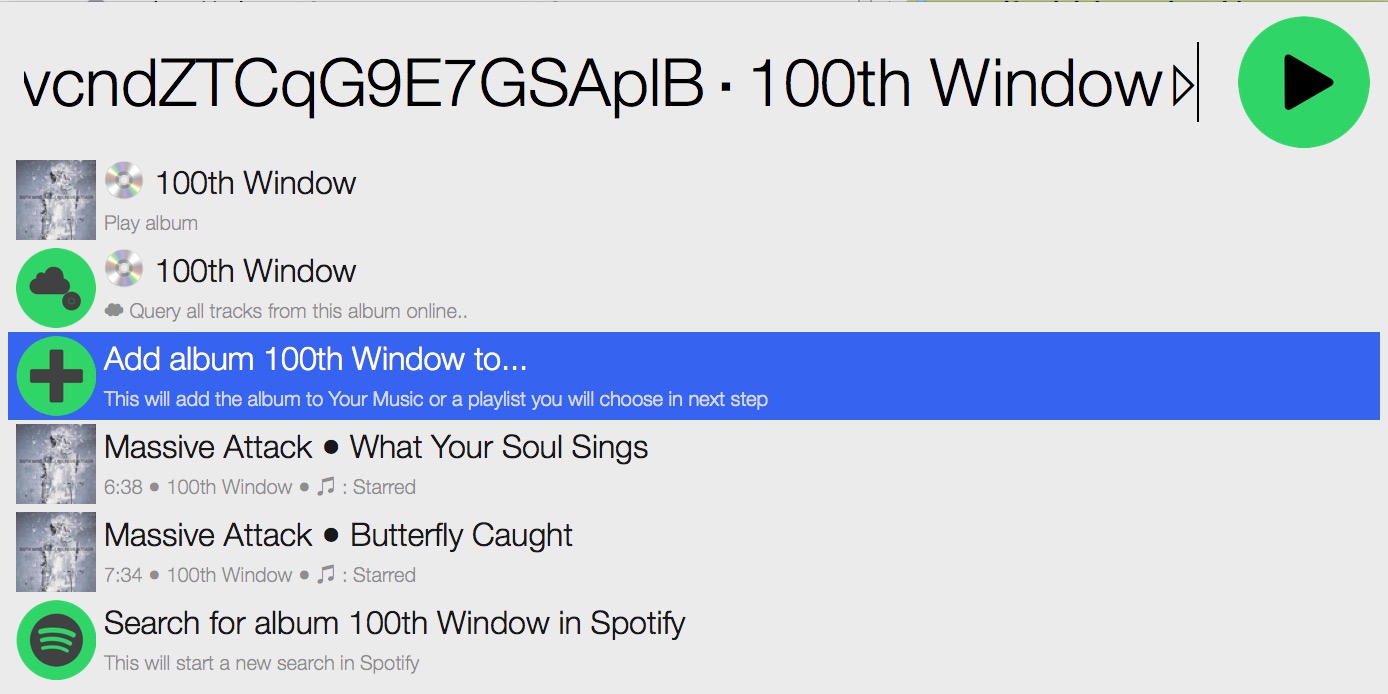 vcndZTCqG9E7GSAplB · 100th Window ▷
100th Window
Play album
100th Window
Query all tracks from this album online..
Add album 100th Window to...
This will add the album to Your Music or a playlist you will choose in next step
Massive Attack ● What Your Soul Sings
6:38 ● 100th Window ● ♫ : Starred
Massive Attack ● Butterfly Caught
7:34 ● 100th Window ● ♫ : Starred
Search for album 100th Window in Spotify
This will start a new search in Spotify